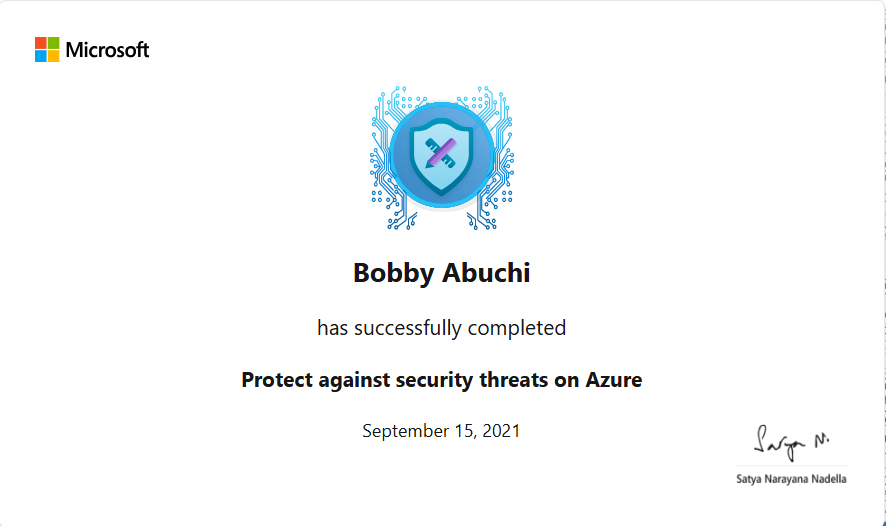 Microsoft
Bobby Abuchi
has successfully completed
Protect against security threats on Azure
September 15, 2021
Satya N.
Satya Narayana Nadella